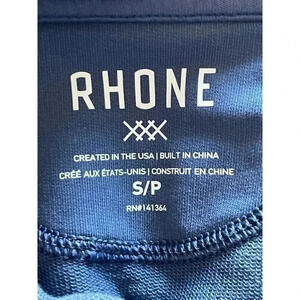 RHONE
CREATED IN THE USA | BUILT IN CHINA
CRÉÉ AUX ÉTATS-UNIS | CONSTRUIT EN CHINE
S/P
RN#141364